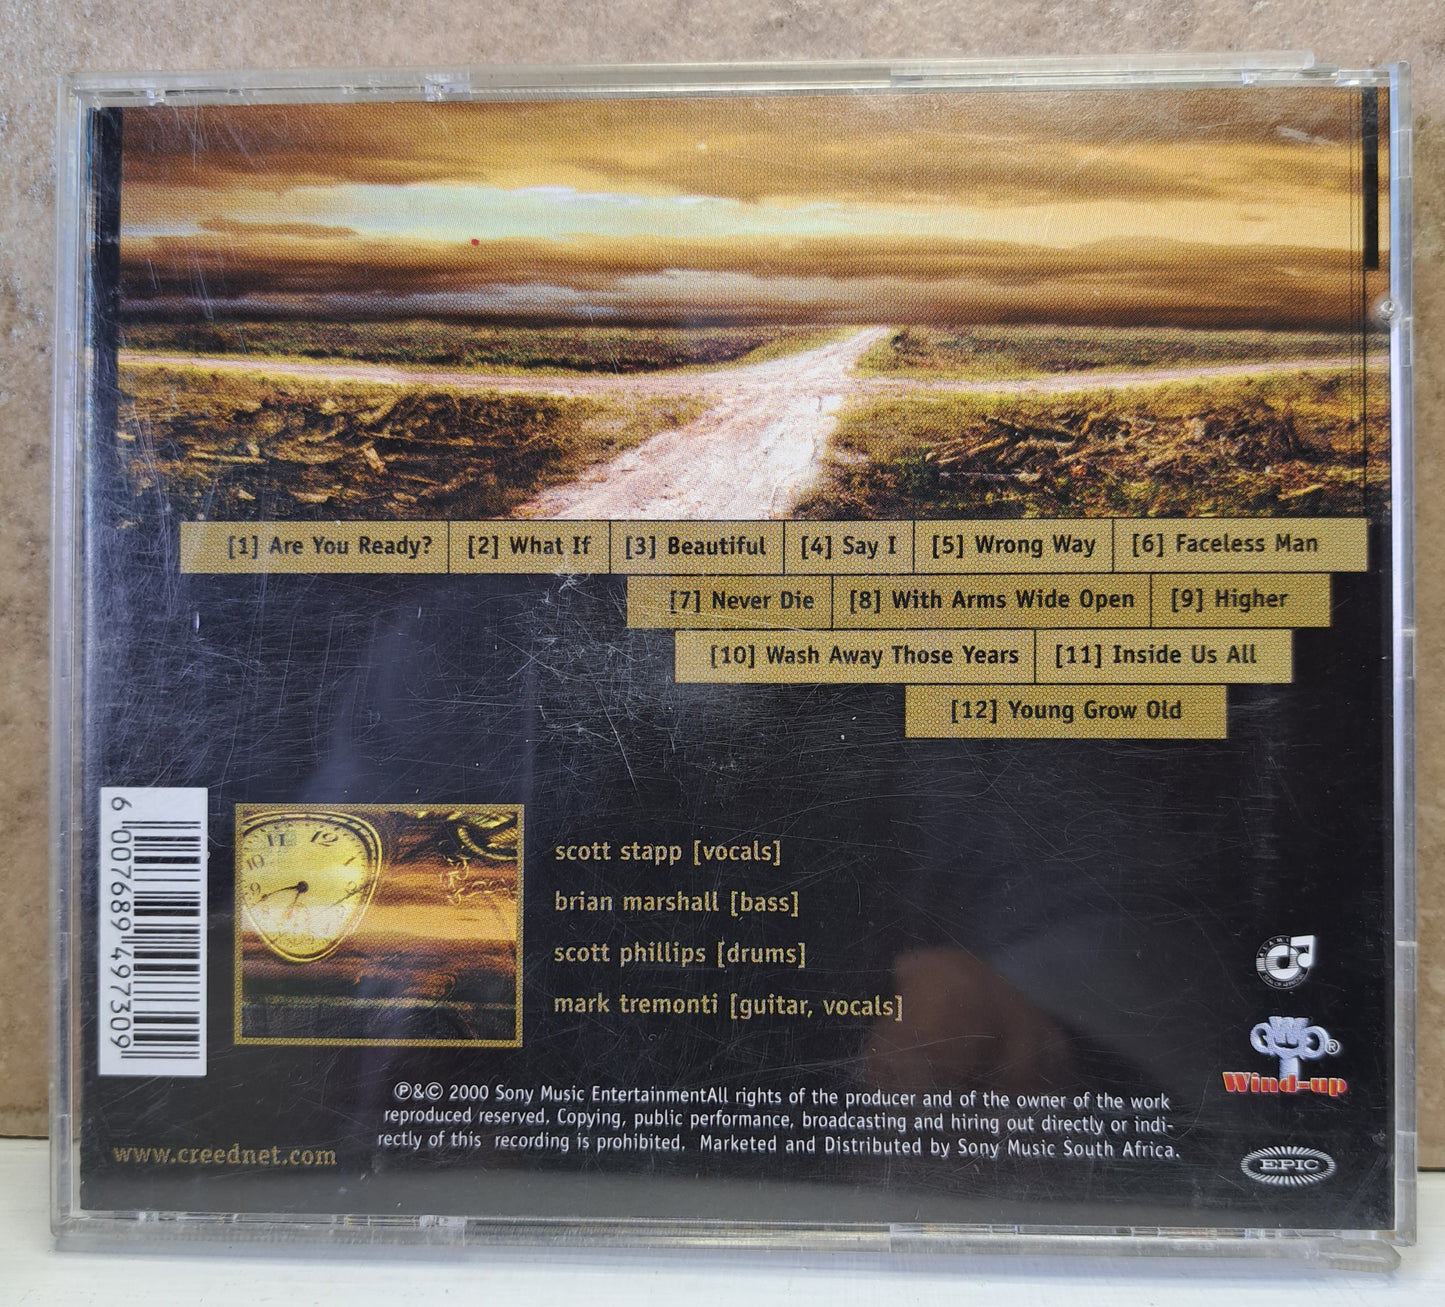 [1] Are You Ready? [2] What If [3] Beautiful [4] Say I [5] Wrong Way [6] Faceless Man
[7] Never Die [8] With Arms Wide Open [9] Higher
[10] Wash Away Those Years [11] Inside Us All
[12] Young Grow Old
6 007689 497309
11 12 1
10
9
scott stapp [vocals]
brian marshall [bass]
scott phillips [drums]
mark tremonti [guitar, vocals]
Wind-up
®
℗&© 2000 Sony Music EntertainmentAll rights of the producer and of the owner of the work
reproduced reserved. Copying, public performance, broadcasting and hiring out directly or indi-
rectly of this recording is prohibited. Marketed and Distributed by Sony Music South Africa.
www.creednet.com
EPIC